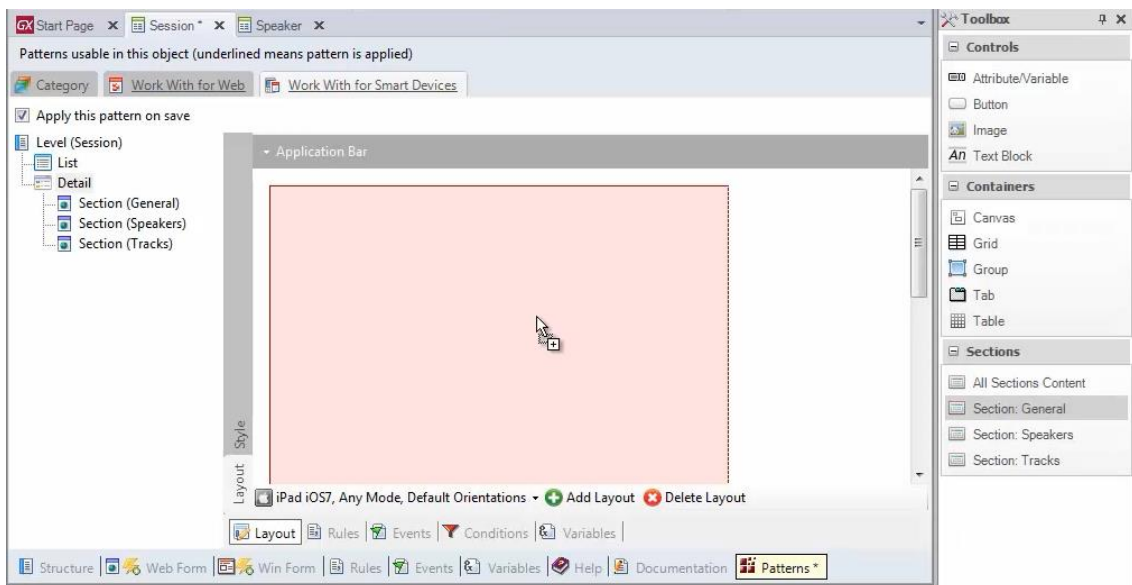 GX Start Page Session * Speaker
Patterns usable in this object (underlined means pattern is applied)
Category Work With for Web Work With for Smart Devices
Apply this pattern on save
Level (Session)
List
Detail
Section (General)
Section (Speakers)
Section (Tracks)
Application Bar
Style
Layout
iPad iOS7, Any Mode, Default Orientations Add Layout Delete Layout
Layout Rules Events Conditions Variables
Structure Web Form Win Form Rules Events Variables Help Documentation Patterns *
Toolbox
Controls
Attribute/Variable
Button
Image
An Text Block
Containers
Canvas
Grid
Group
Tab
Table
Sections
All Sections Content
Section: General
Section: Speakers
Section: Tracks